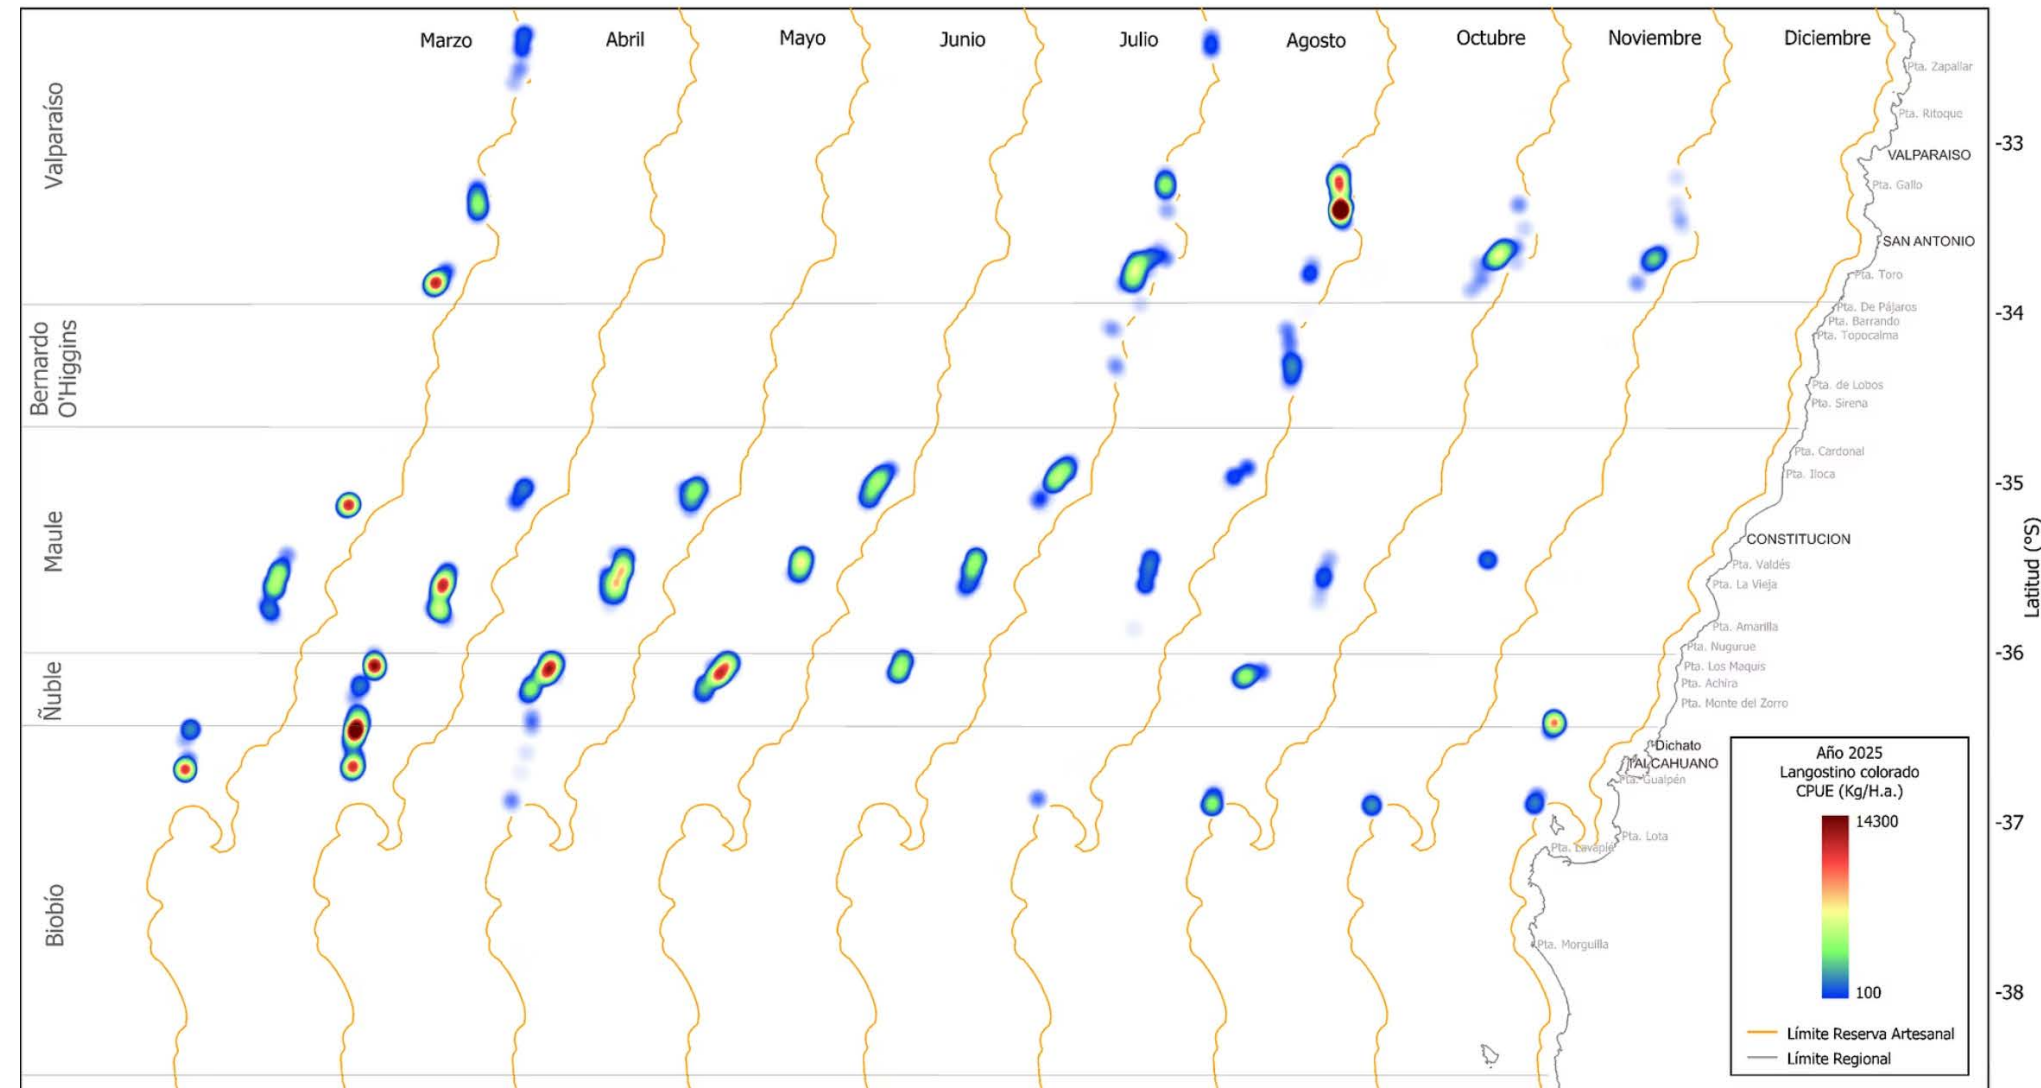 Marzo
Abril
Mayo
Junio
Julio
Agosto
Octubre
Noviembre
Diciembre
Valparaíso
Bernardo
O'Higgins
Maule
Ñuble
Biobío
Pta. Zapallar
Pta. Ritoque
VALPARAISO
Pta. Gallo
SAN ANTONIO
Pta. Toro
Pta. De Pájaros
Pta. Barrando
Pta. Topocalma
Pta. de Lobos
Pta. Sirena
Pta. Cardonal
Pta. Iloca
CONSTITUCION
Pta. Valdés
Pta. La Vieja
Pta. Amarilla
Pta. Nugurue
Pta. Los Maquis
Pta. Achira
Pta. Monte del Zorro
Dichato
TALCAHUANO
Pta. Gualpén
Pta. Lota
Pta. Lavapié
Pta. Morguilla
-33
-34
-35
-36
-37
-38
Latitud (°S)
Año 2025
Langostino colorado
CPUE (Kg/H.a.)
14300
100
Límite Reserva Artesanal
Límite Regional